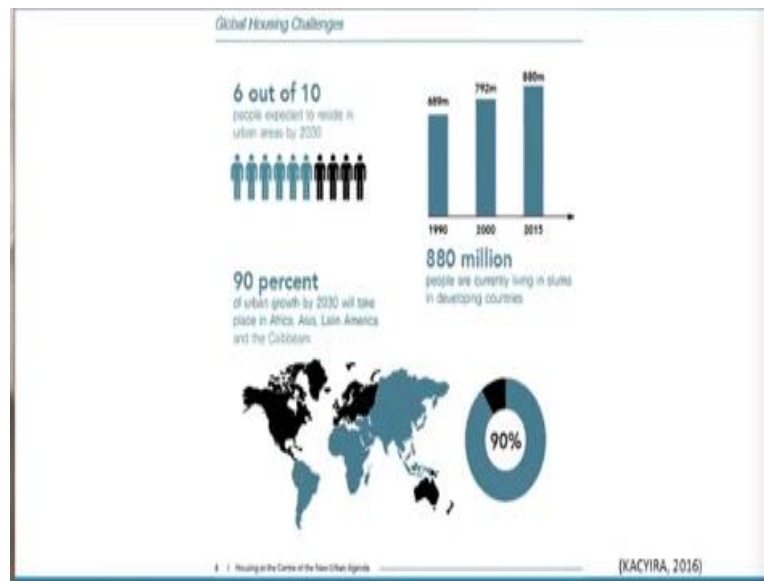 Global Housing Challenges
6 out of 10
people expected to reside in
urban areas by 2030
689m
792m
880m
1990
2000
2015
880 million
people are currently living in slums
in developing countries
90 percent
of urban growth by 2030 will take
place in Africa, Asia, Latin America
and the Caribbean
90%
8 | Housing at the Centre of the New Urban Agenda
(KACYIRA, 2016)